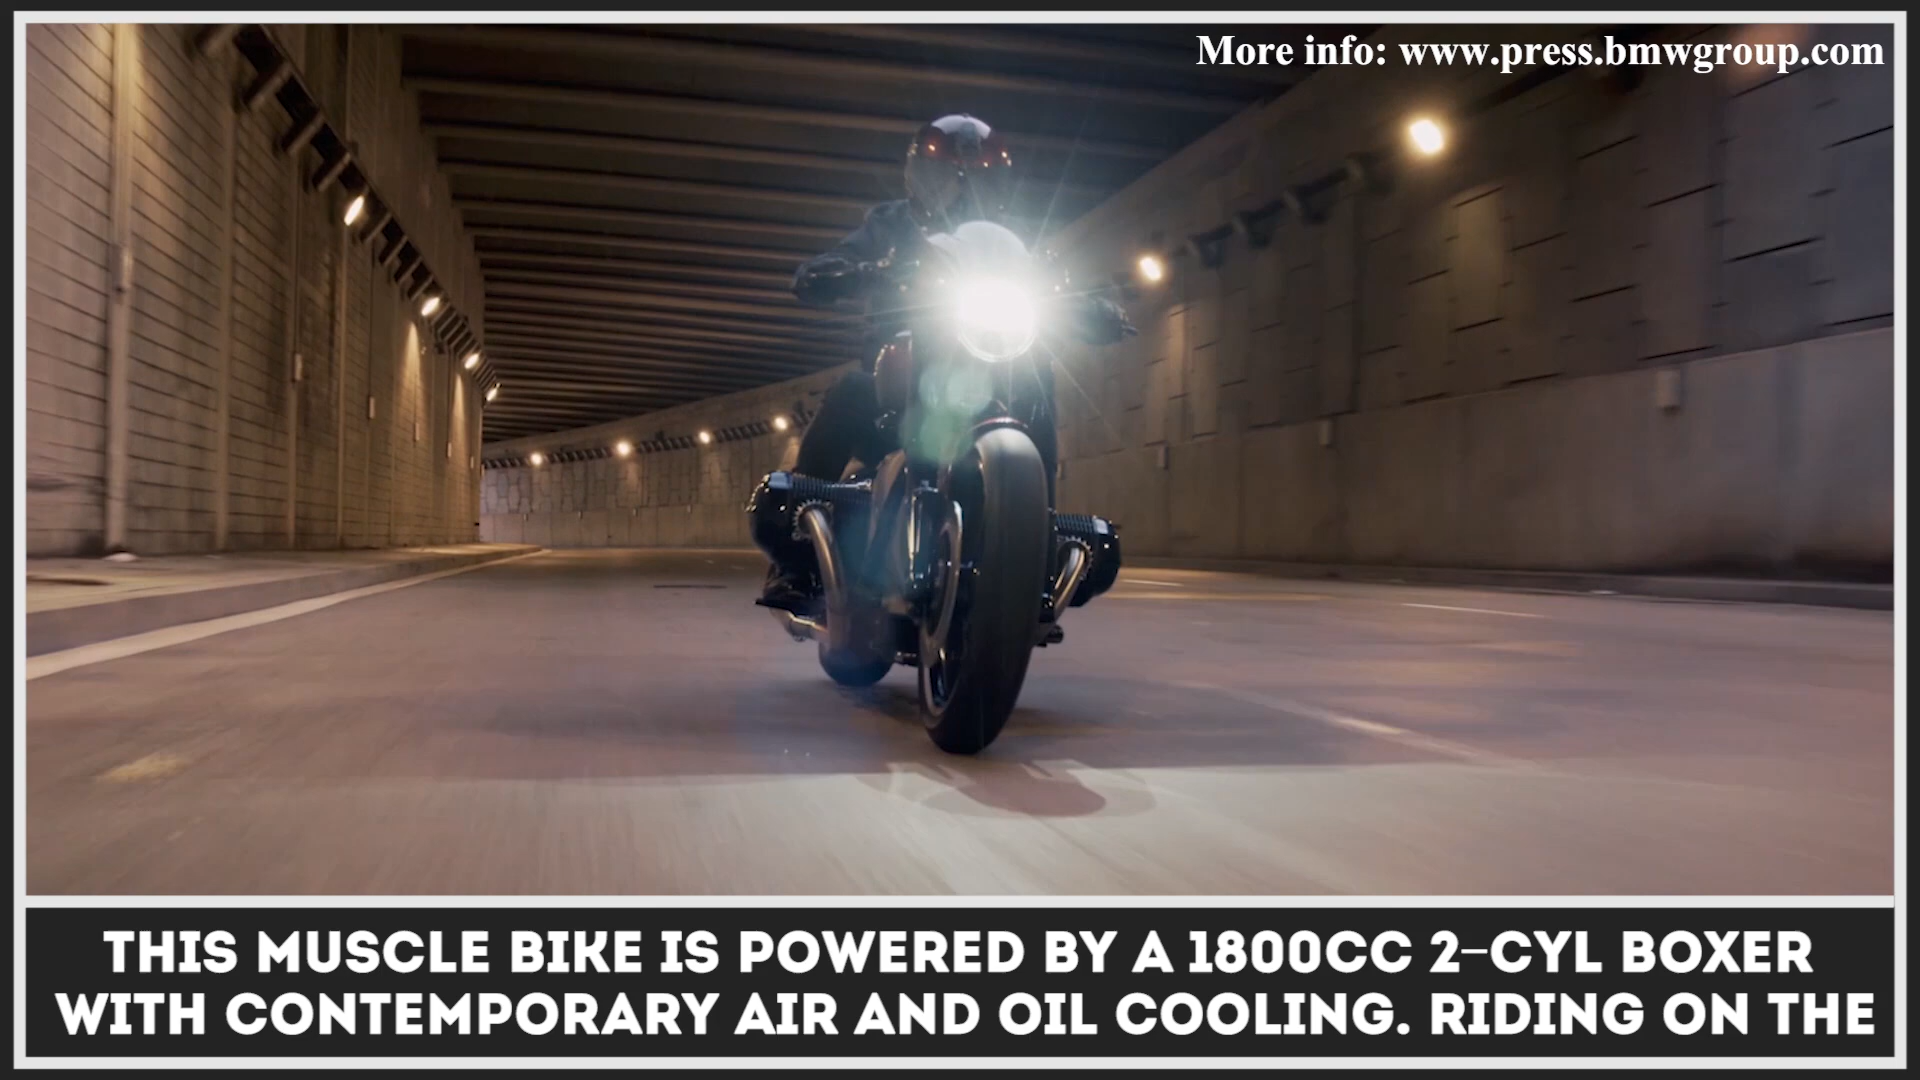 More info: www.press.bmwgroup.com
THIS MUSCLE BIKE IS POWERED BY A 1800CC 2-CYL BOXER
WITH CONTEMPORARY AIR AND OIL COOLING. RIDING ON THE